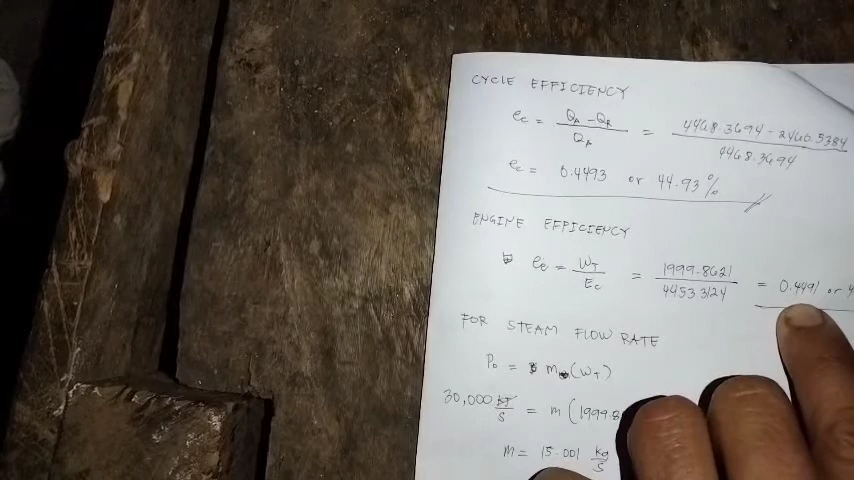 CYCLE EFFICIENCY
ec = QA - QR / QA = 4468.3694 - 2460.5384 / 4468.3694
ec = 0.4493 or 44.93%
ENGINE EFFICIENCY
ee = WT / Ec = 1999.8621 / 4453.3124 = 0.4491 or 4
FOR STEAM FLOW RATE
Po = m (WT)
30,000 kJ/s = m (1999.8
m = 15.001 kg/s